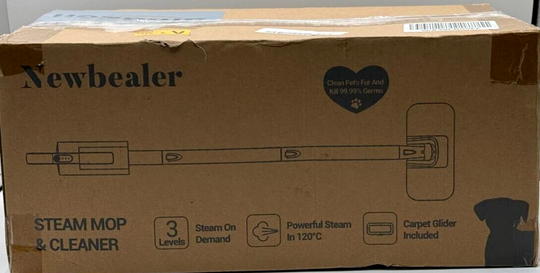 Newbealer
Clean Pet's Fur And
Kill 99.99% Germs
STEAM MOP
& CLEANER
3
Levels
Steam On
Demand
Powerful Steam
In 120°C
Carpet Glider
Included